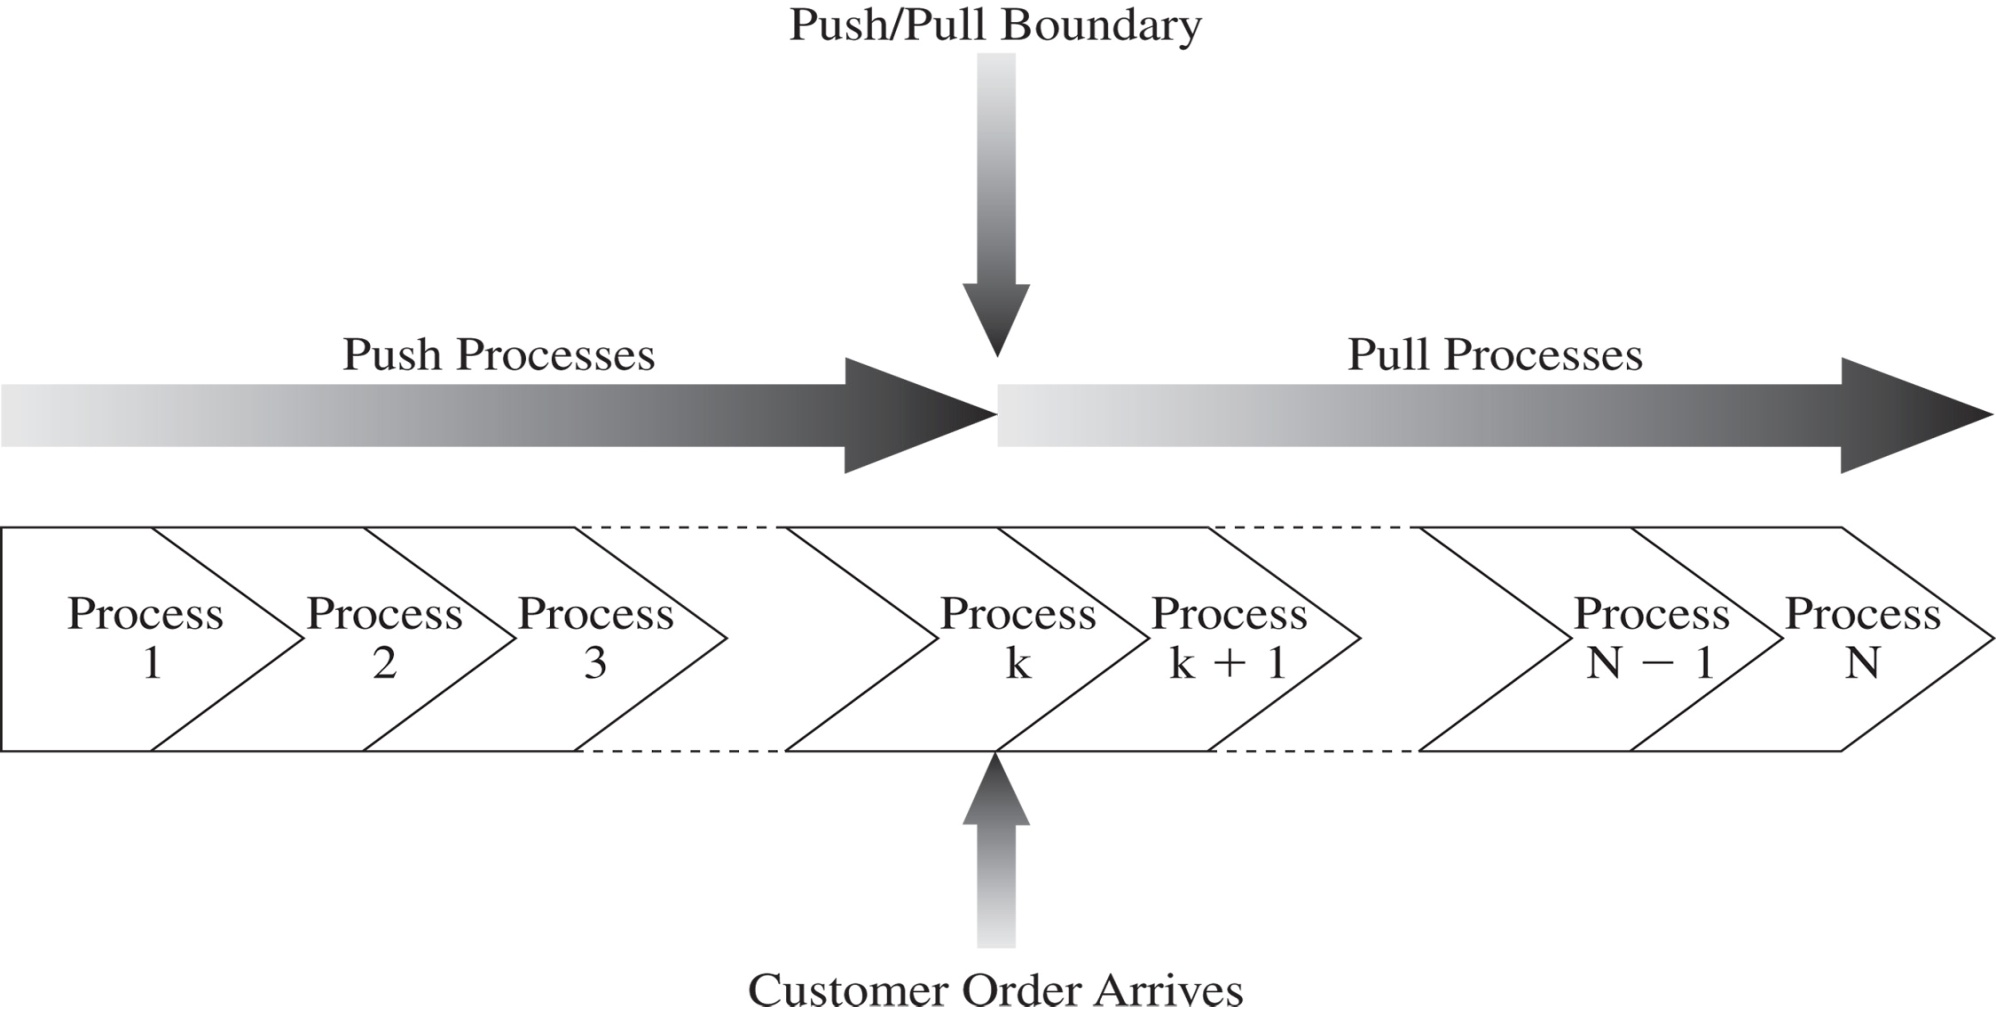 Push/Pull Boundary
Push Processes
Pull Processes
Process
1
Process
2
Process
3
Process
k
Process
k + 1
Process
N − 1
Process
N
Customer Order Arrives